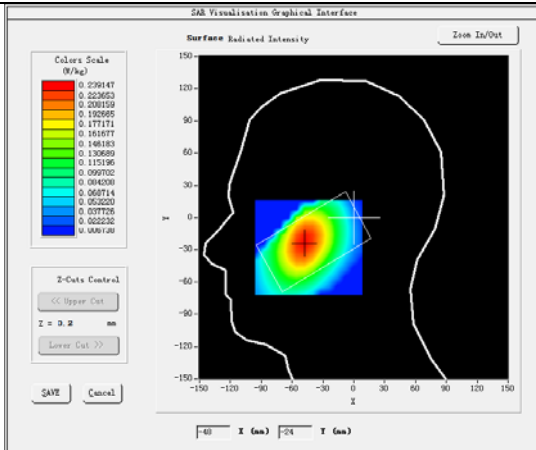 SAR Visualisation Graphical Interface
Surface Radiated Intensity
Zoom In/Out
Colors Scale
(W/kg)
0.239147
0.223653
0.208159
0.192665
0.177171
0.161677
0.146183
0.130689
0.115196
0.099702
0.084208
0.068714
0.053220
0.037726
0.022232
0.006738
150
120
90
60
30
0
-30
-60
-90
-120
-150
Y
-150 -120 -90 -60 -30 0 30 60 90 120 150
X
Z-Cuts Control
<< Upper Cut
Z = 0.2 mm
Lower Cut >>
SAVE Cancel
X (mm) -24 Y (mm)